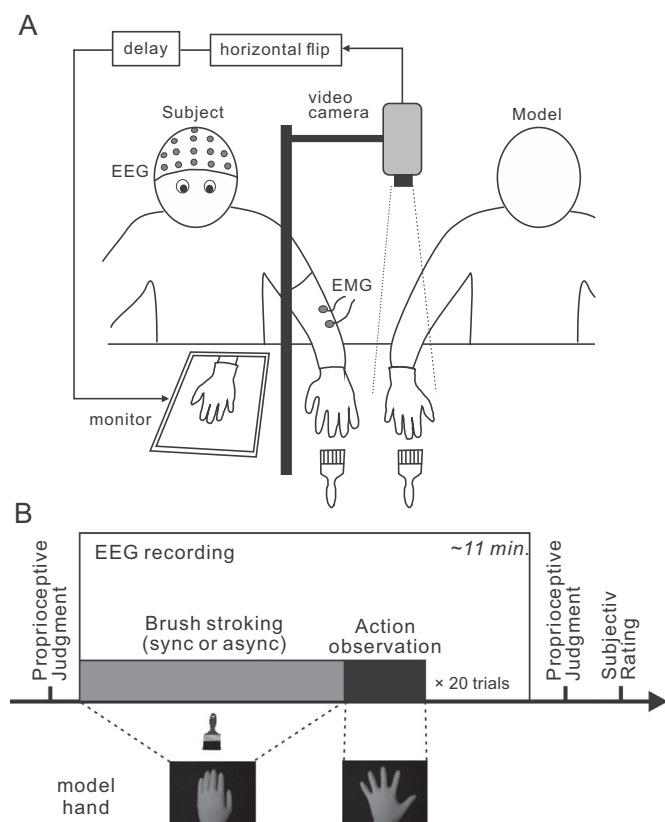 A
delay
horizontal flip
Subject
video
camera
Model
EEG
EMG
monitor
B
EEG recording
~11 min.
Proprioceptive
Judgment
Brush stroking
(sync or async)
Action
observation
× 20 trials
Proprioceptive
Judgment
Subjectiv
Rating
model
hand